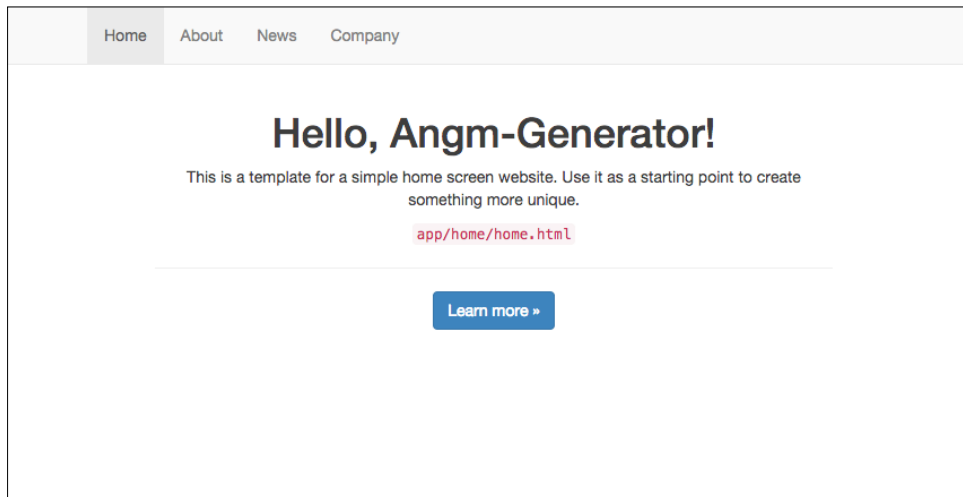 Home About News Company
Hello, Angm-Generator!
This is a template for a simple home screen website. Use it as a starting point to create
something more unique.
app/home/home.html
Learn more »